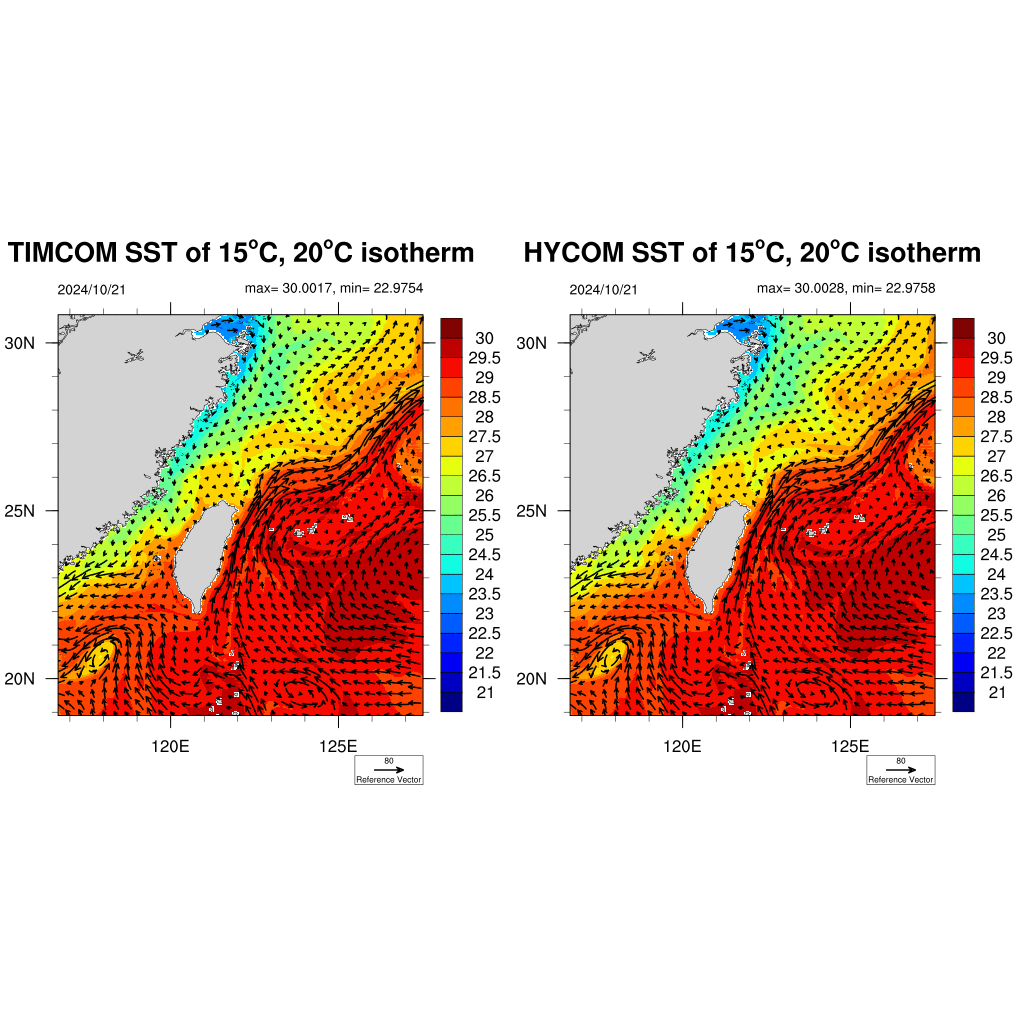 TIMCOM SST of 15°C, 20°C isotherm
2024/10/21
max= 30.0017, min= 22.9754
30N
25N
20N
120E
125E
30
29.5
29
28.5
28
27.5
27
26.5
26
25.5
25
24.5
24
23.5
23
22.5
22
21.5
21
80
Reference Vector
HYCOM SST of 15°C, 20°C isotherm
2024/10/21
max= 30.0028, min= 22.9758
30N
25N
20N
120E
125E
30
29.5
29
28.5
28
27.5
27
26.5
26
25.5
25
24.5
24
23.5
23
22.5
22
21.5
21
80
Reference Vector